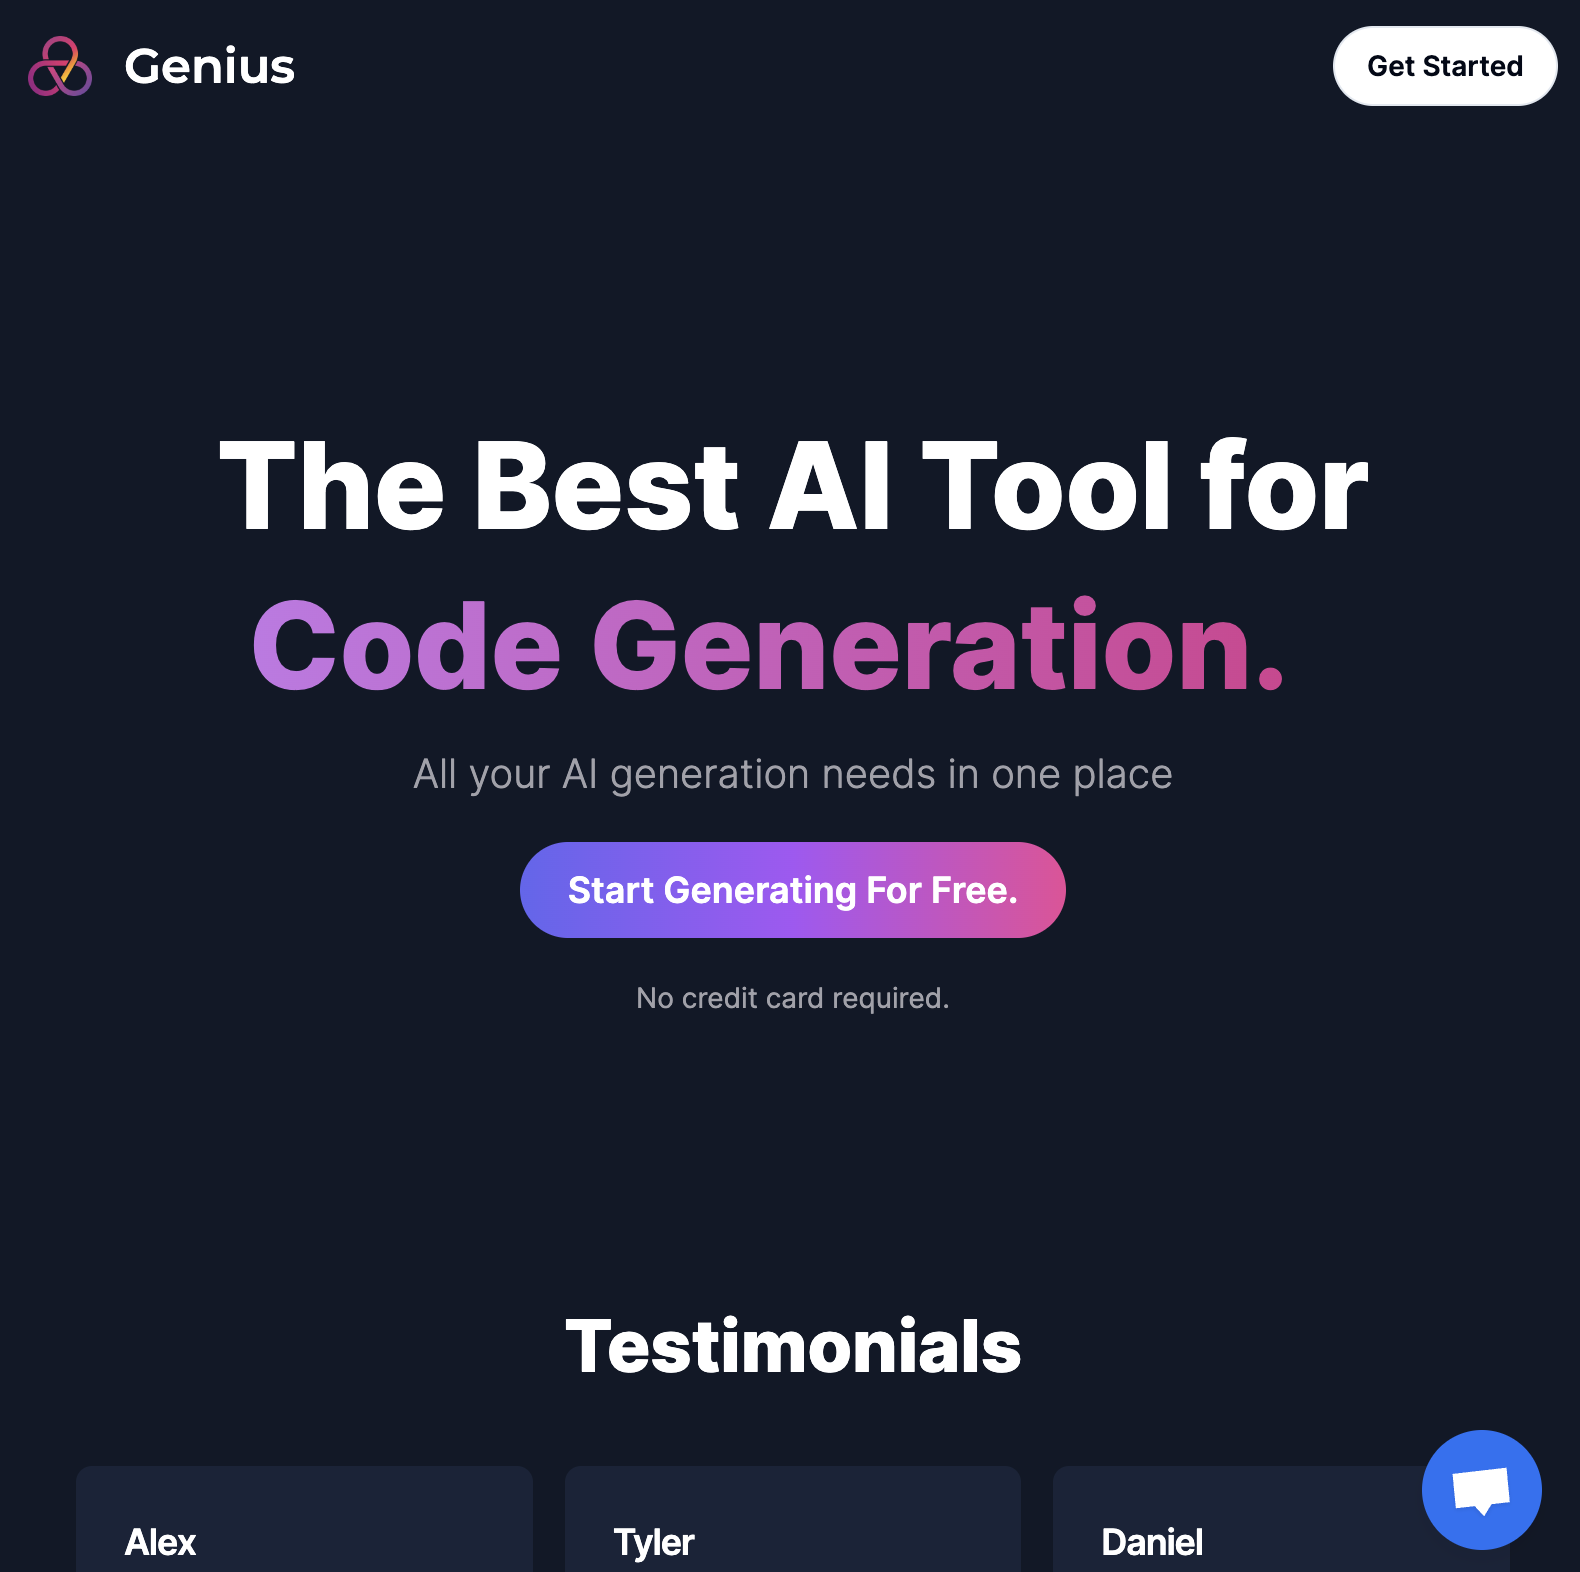 Genius
Get Started
The Best AI Tool for
Code Generation.
All your AI generation needs in one place
Start Generating For Free.
No credit card required.
Testimonials
Alex
Tyler
Daniel